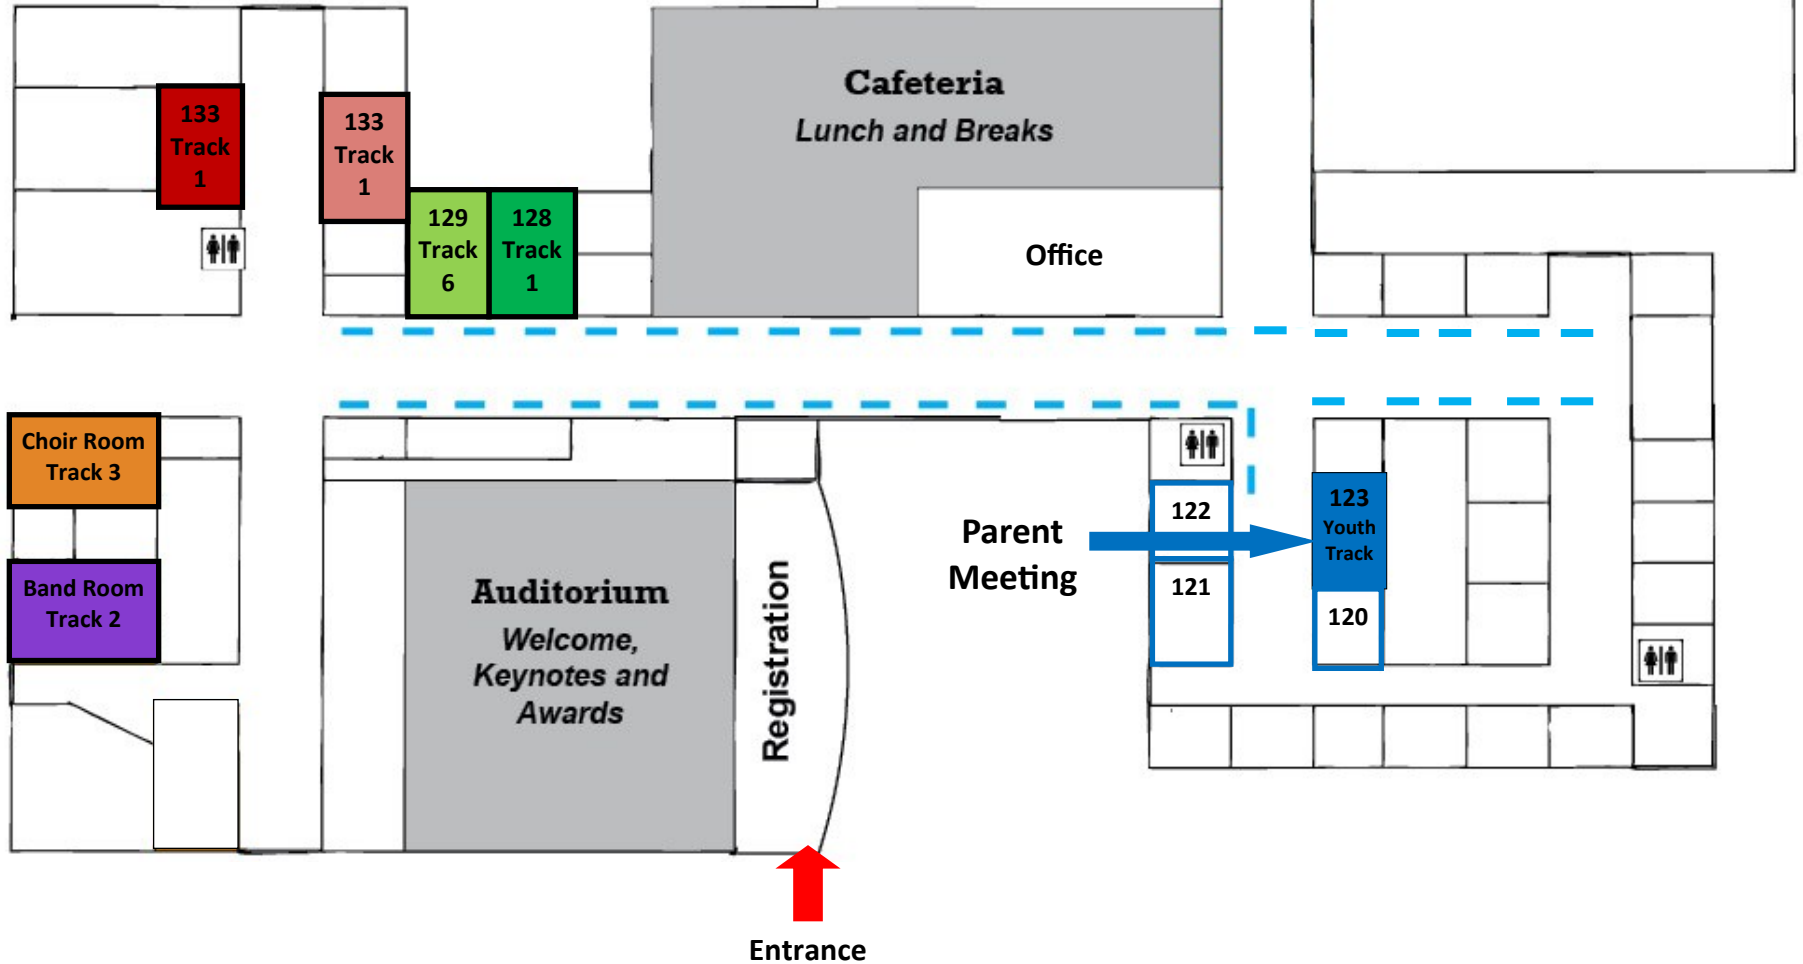 Cafeteria
Lunch and Breaks
133
Track
1
133
Track
1
129
Track
6
128
Track
1
Office
Choir Room
Track 3
Band Room
Track 2
Auditorium
Welcome,
Keynotes and
Awards
Registration
Parent
Meeting
122
121
123
Youth
Track
120
Entrance